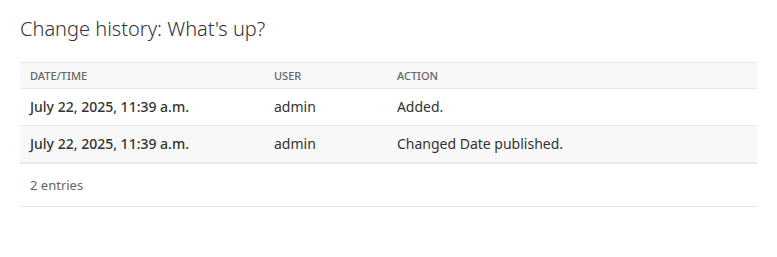 Change history: What's up?
DATE/TIME USER ACTION
July 22, 2025, 11:39 a.m. admin Added.
July 22, 2025, 11:39 a.m. admin Changed Date published.
2 entries